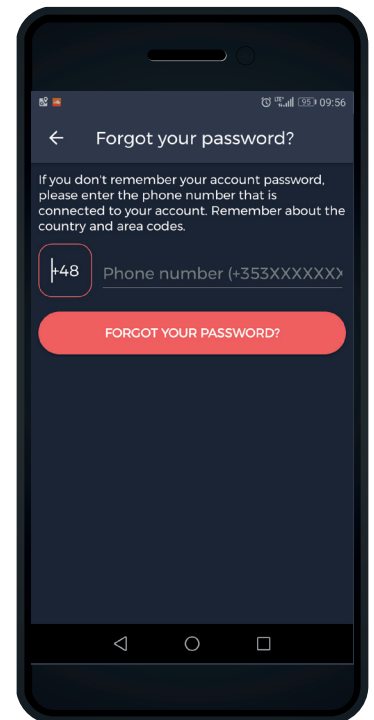 95 09:56
Forgot your password?
If you don't remember your account password,
please enter the phone number that is
connected to your account. Remember about the
country and area codes.
+48 Phone number (+353XXXXXXX
FORGOT YOUR PASSWORD?